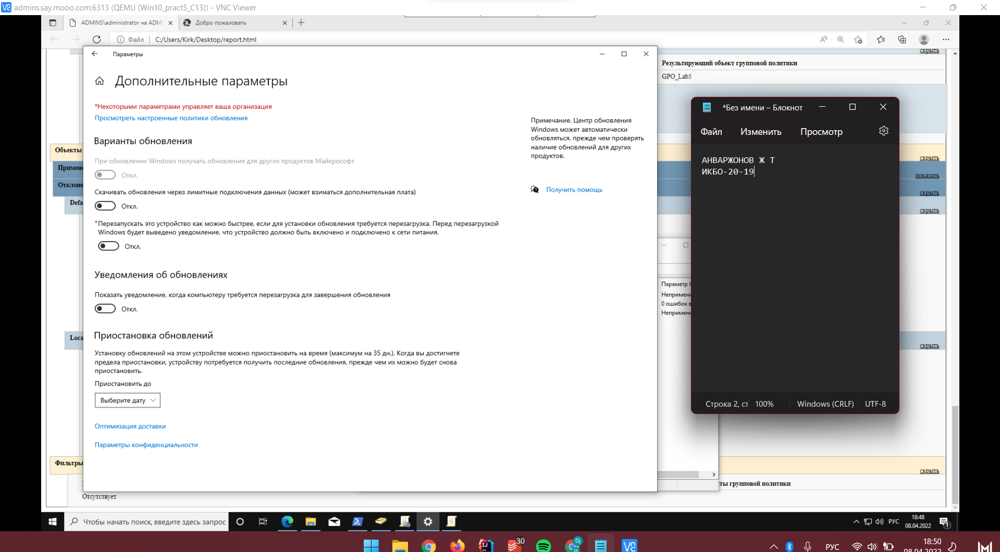 admins.say.mooo.com:6313 (QEMU (Win10_pract5_C13)) - VNC Viewer
ADMINS\administrator на ADMI
Добро пожаловать
Файл
C:/Users/Kirk/Desktop/report.html
скрыть
Параметры
Результирующий объект групповой политики
GPO_Lab5
Дополнительные параметры
*Некоторыми параметрами управляет ваша организация
Просмотреть настроенные политики обновления
Варианты обновления
При обновлении Windows получать обновления для других продуктов Майкрософт
Откл.
Скачивать обновления через лимитные подключения данных (может взиматься дополнительная плата)
Откл.
*Перезапускать это устройство как можно быстрее, если для установки обновления требуется перезагрузка. Перед перезагрузкой
Windows будет выведено уведомление, что устройство должно быть включено и подключено к сети питания.
Откл.
Уведомления об обновлениях
Показать уведомление, когда компьютеру требуется перезагрузка для завершения обновления
Откл.
Приостановка обновлений
Установку обновлений на этом устройстве можно приостановить на время (максимум на 35 дн.). Когда вы достигнете
предела приостановки, устройству потребуется получить последние обновления, прежде чем их можно будет снова
приостановить.
Приостановить до
Выберите дату
Оптимизация доставки
Параметры конфиденциальности
Примечание. Центр обновления
Windows может автоматически
обновляться, прежде чем проверять
наличие обновлений для других
продуктов.
Получить помощь
*Без имени – Блокнот
Файл
Изменить
Просмотр
АНВАРЖОНОВ Ж Т
ИКБО-20-19
Строка 2, ст
100%
Windows (CRLF)
UTF-8
Объекты
скрыть
Примене
показать
Отклоне
скрыть
Defa
скрыть
Параметр
Непримени
0 ошибок в
Непримени
Loca
скрыть
Фильтры
скрыть
ты групповой политики
Отсутствует
Чтобы начать поиск, введите здесь запрос
РУС
18:48
08.04.2022
1
30
Dj
РУС
18:50
08.04.2022